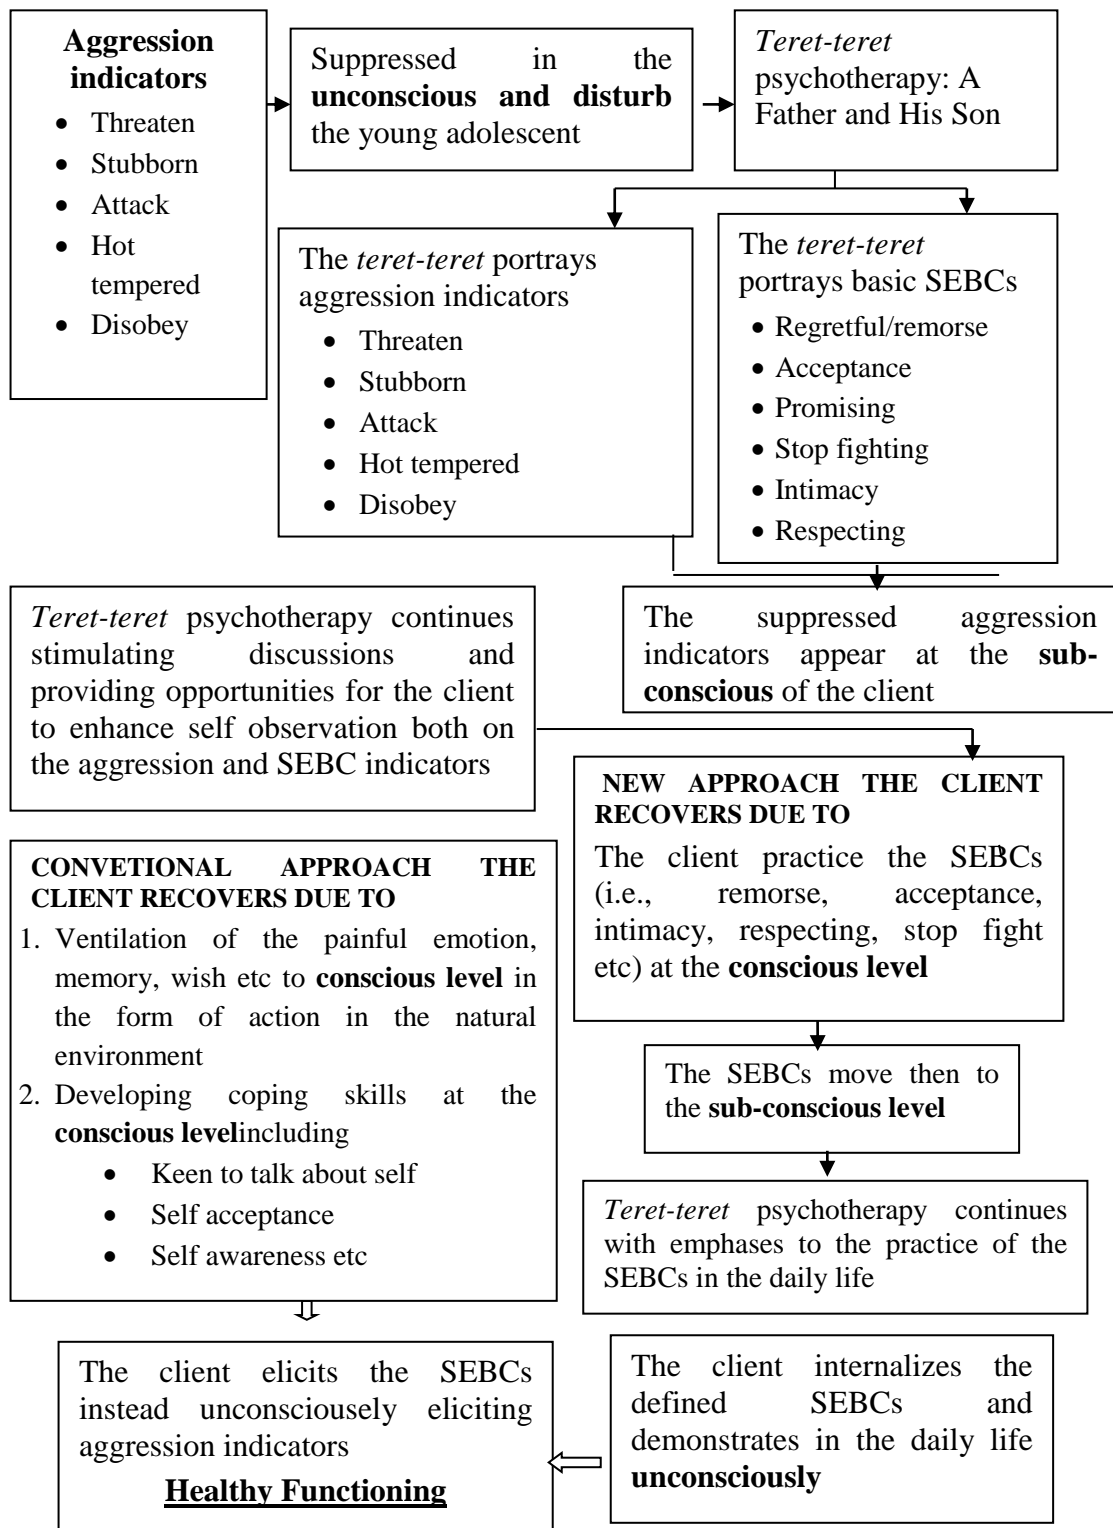 Aggression
indicators
• Threaten
• Stubborn
• Attack
• Hot
tempered
• Disobey
Suppressed in the
unconscious and disturb
the young adolescent
Teret-teret
psychotherapy: A
Father and His Son
The teret-teret portrays
aggression indicators
• Threaten
• Stubborn
• Attack
• Hot tempered
• Disobey
The teret-teret
portrays basic SEBCs
• Regretful/remorse
• Acceptance
• Promising
• Stop fighting
• Intimacy
• Respecting
The suppressed aggression
indicators appear at the sub-
conscious of the client
Teret-teret psychotherapy continues
stimulating discussions and
providing opportunities for the client
to enhance self observation both on
the aggression and SEBC indicators
NEW APPROACH THE CLIENT
RECOVERS DUE TO
The client practice the SEBCs
(i.e., remorse, acceptance,
intimacy, respecting, stop fight
etc) at the conscious level
CONVETIONAL APPROACH THE
CLIENT RECOVERS DUE TO
1. Ventilation of the painful emotion,
memory, wish etc to conscious level in
the form of action in the natural
environment
2. Developing coping skills at the
conscious levelincluding
• Keen to talk about self
• Self acceptance
• Self awareness etc
The SEBCs move then to
the sub-conscious level
Teret-teret psychotherapy continues
with emphases to the practice of the
SEBCs in the daily life
The client internalizes the
defined SEBCs and
demonstrates in the daily life
unconsciously
The client elicits the SEBCs
instead unconsciousely eliciting
aggression indicators
Healthy Functioning